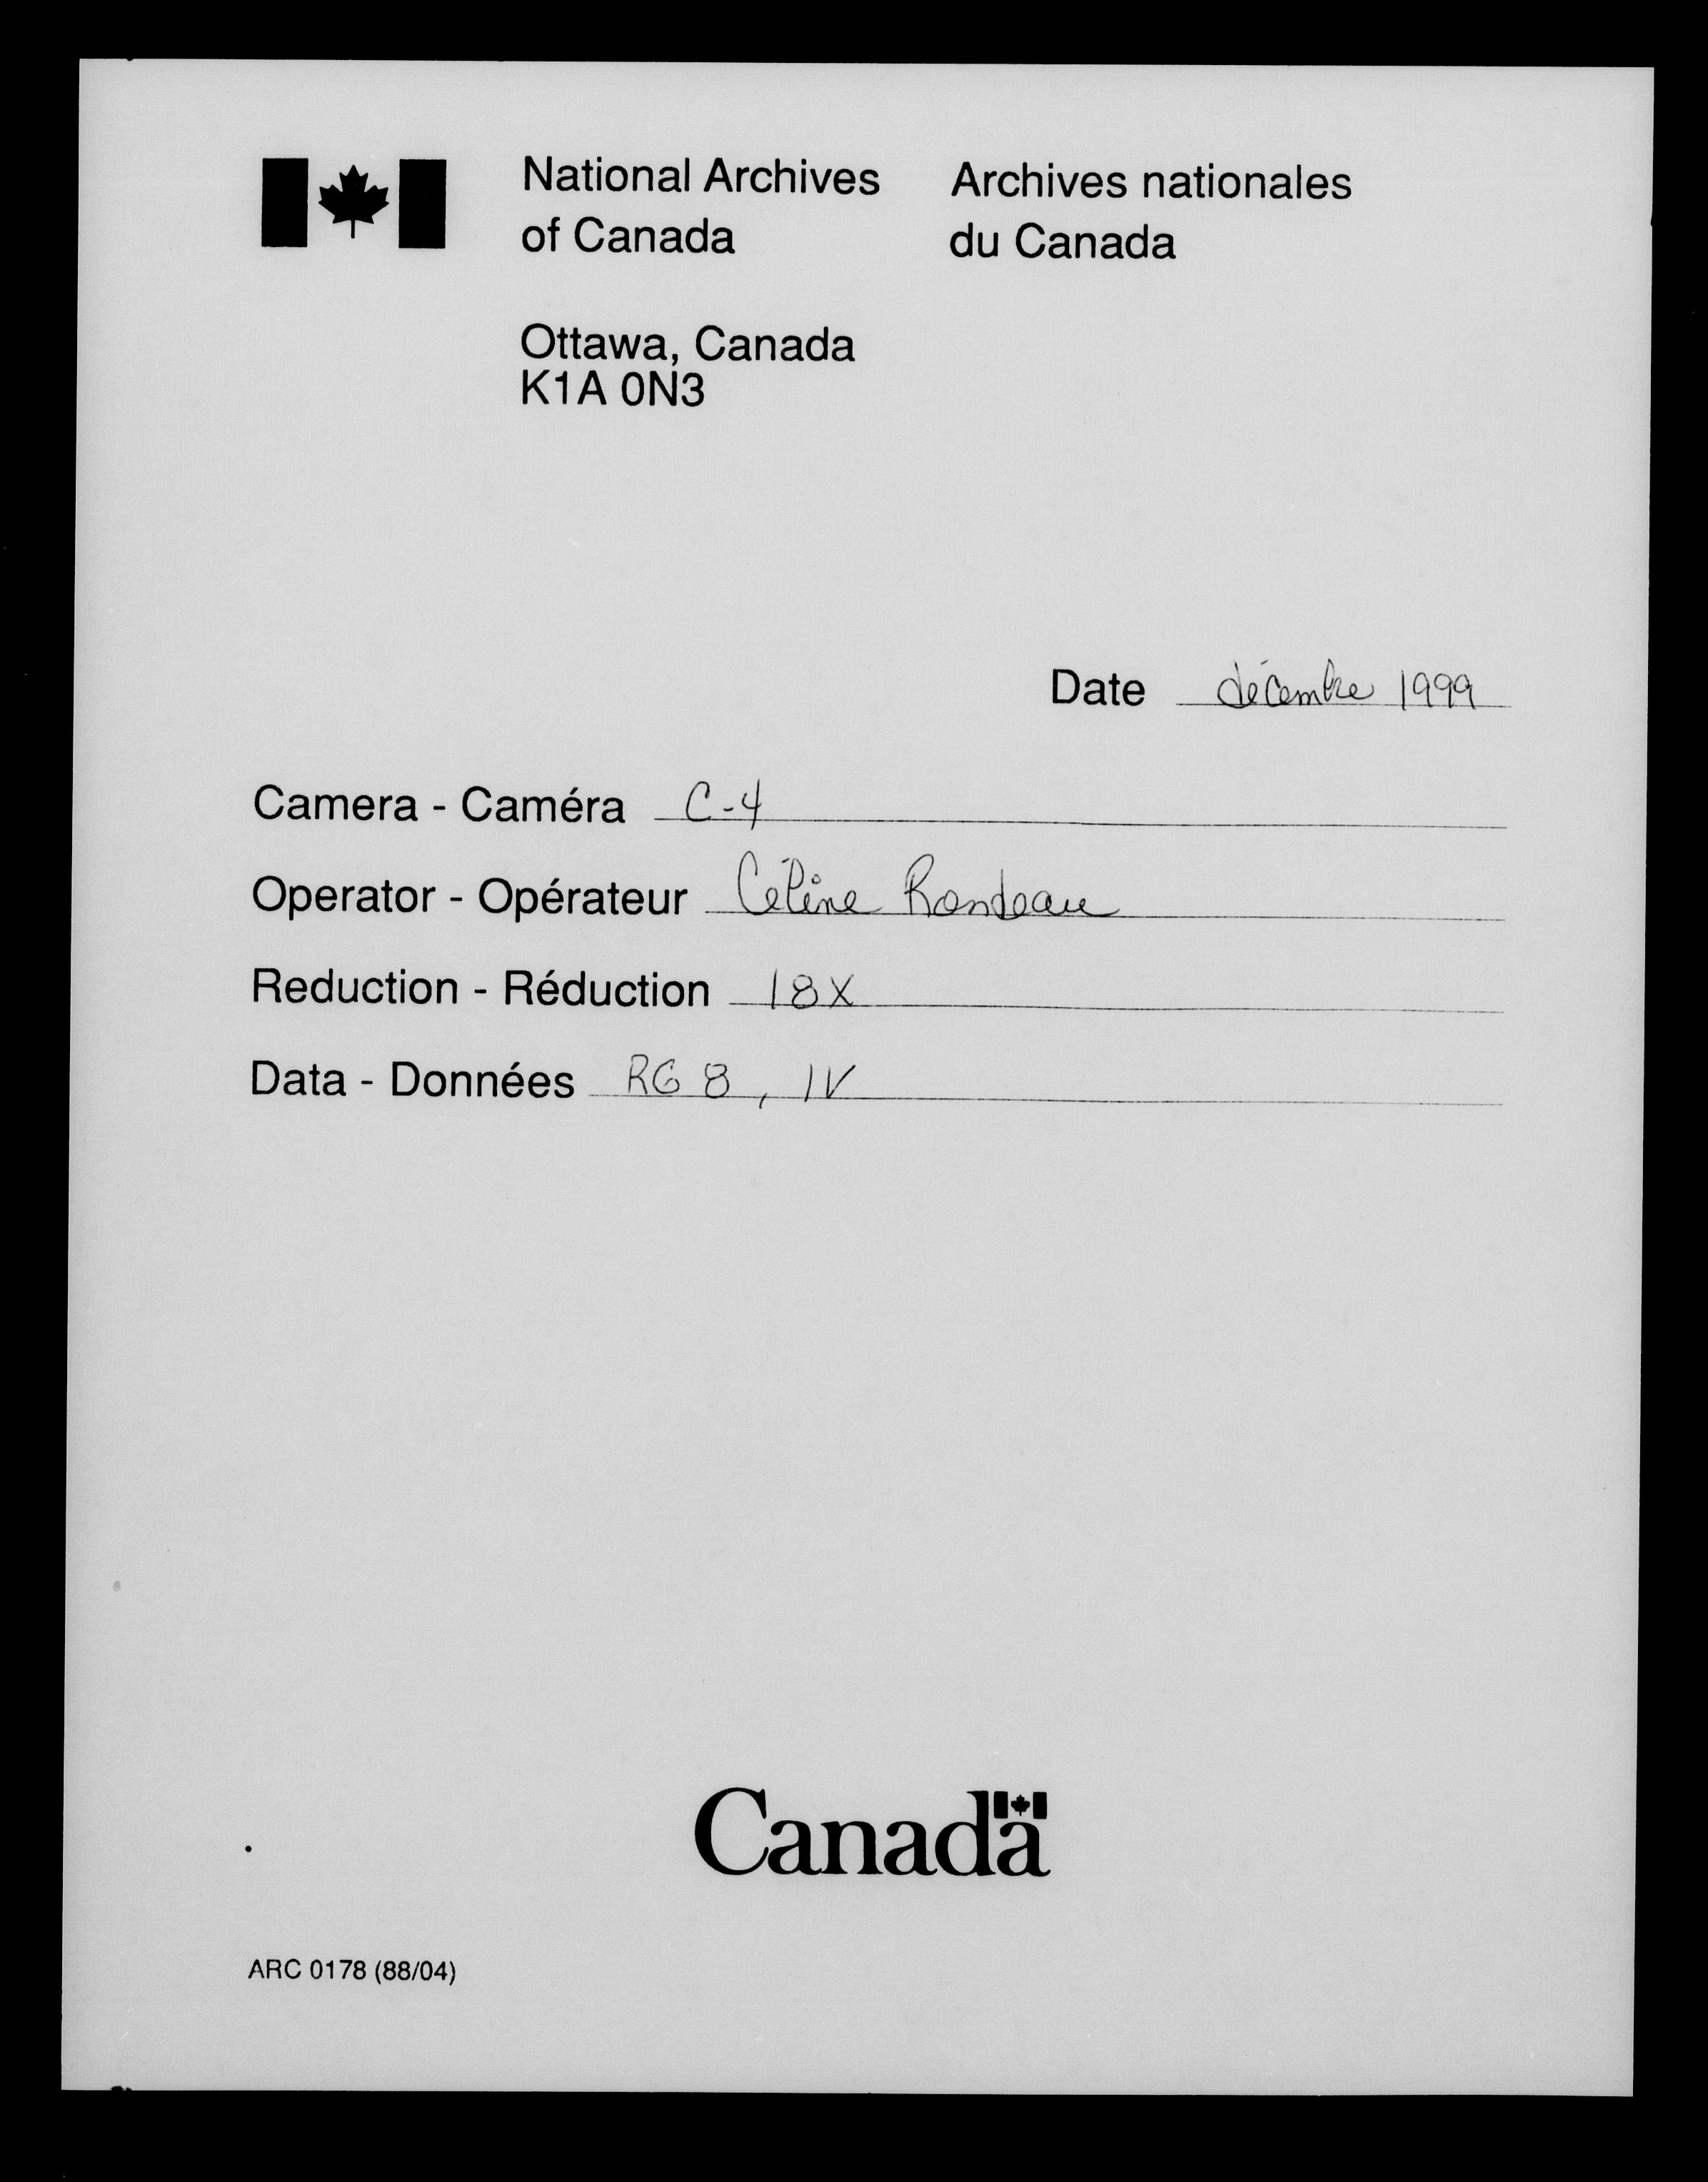 National Archives of Canada
Archives nationales du Canada
Ottawa, Canada
K1A 0N3
Date décembre 1999
Camera - Caméra C-4
Operator - Opérateur Céline Rondeau
Reduction - Réduction 18X
Data - Données RG 8, IV
Canada
ARC 0178 (88/04)